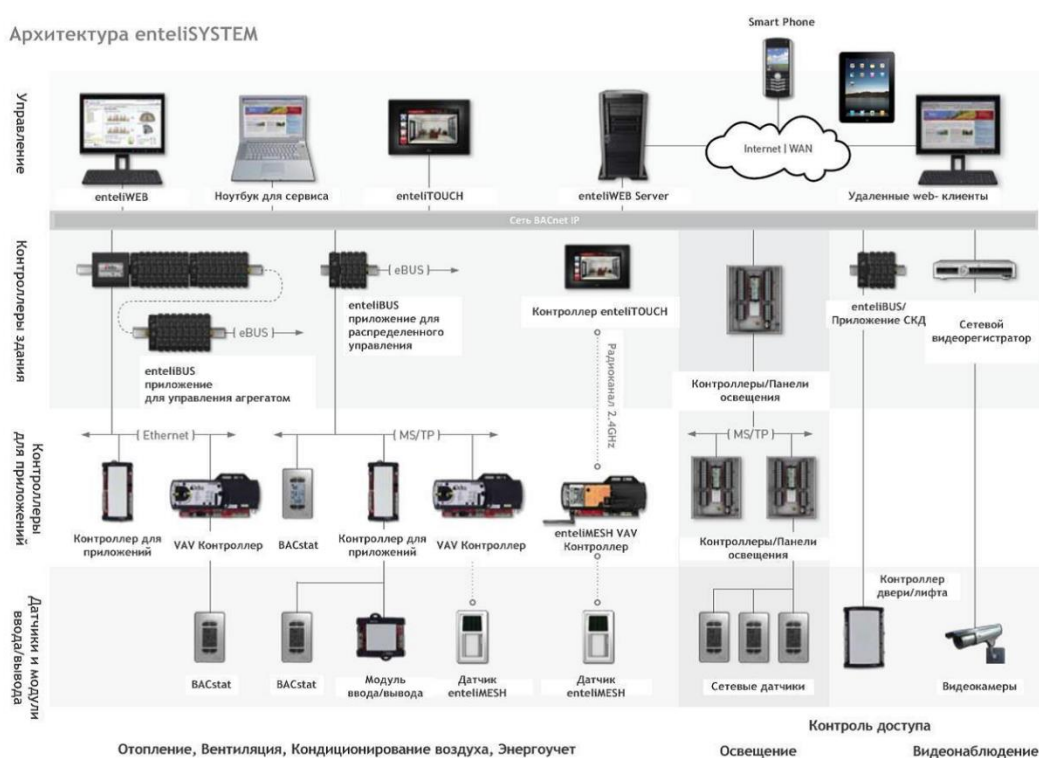 Архитектура enteliSYSTEM
Smart Phone
Управление
Internet | WAN
enteliWEB
Ноутбук для сервиса
enteliTOUCH
enteliWEB Server
Удаленные web- клиенты
Сеть BACnet IP
Контроллеры здания
eBUS
eBUS
enteliBUS
приложение
для управления агрегатом
enteliBUS
приложение для
распределенного
управления
Контроллер enteliTOUCH
Радиоканал 2.4GHz
Контроллеры/Панели
освещения
enteliBUS/
Приложение СКД
Сетевой
видеорегистратор
Контроллеры
для приложений
Ethernet
MS/TP
MS/TP
Контроллер для
приложений
VAV Контроллер
BACstat
Контроллер для
приложений
VAV Контроллер
enteliMESH VAV
Контроллер
Контроллеры/Панели
освещения
Датчики и модули
ввода/вывода
BACstat
BACstat
Модуль
ввода/вывода
Датчик
enteliMESH
Датчик
enteliMESH
Сетевые датчики
Контроллер
двери/лифта
Видеокамеры
Отопление, Вентиляция, Кондиционирование воздуха, Энергоучет
Освещение
Контроль доступа
Видеонаблюдение